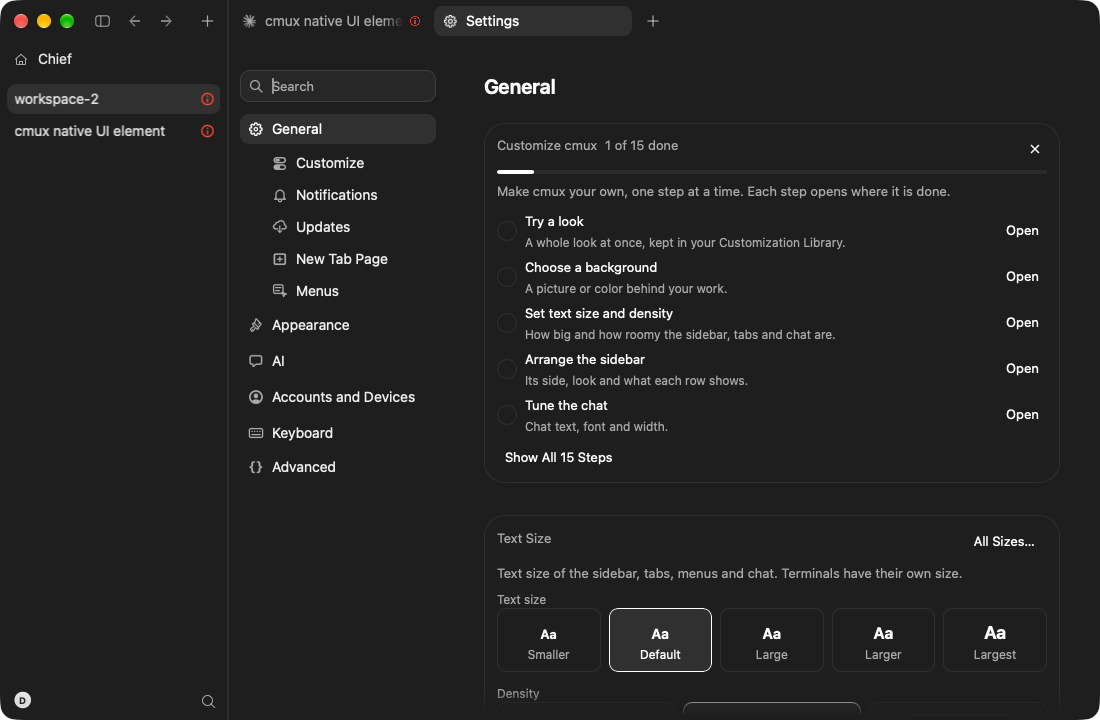 cmux native UI eleme
Settings
Chief
workspace-2
cmux native UI element
Search
General
Customize
Notifications
Updates
New Tab Page
Menus
Appearance
AI
Accounts and Devices
Keyboard
Advanced
General
Customize cmux 1 of 15 done
Make cmux your own, one step at a time. Each step opens where it is done.
Try a look
A whole look at once, kept in your Customization Library.
Open
Choose a background
A picture or color behind your work.
Open
Set text size and density
How big and how roomy the sidebar, tabs and chat are.
Open
Arrange the sidebar
Its side, look and what each row shows.
Open
Tune the chat
Chat text, font and width.
Open
Show All 15 Steps
Text Size
All Sizes...
Text size of the sidebar, tabs, menus and chat. Terminals have their own size.
Text size
Aa
Smaller
Aa
Default
Aa
Large
Aa
Larger
Aa
Largest
Density
D